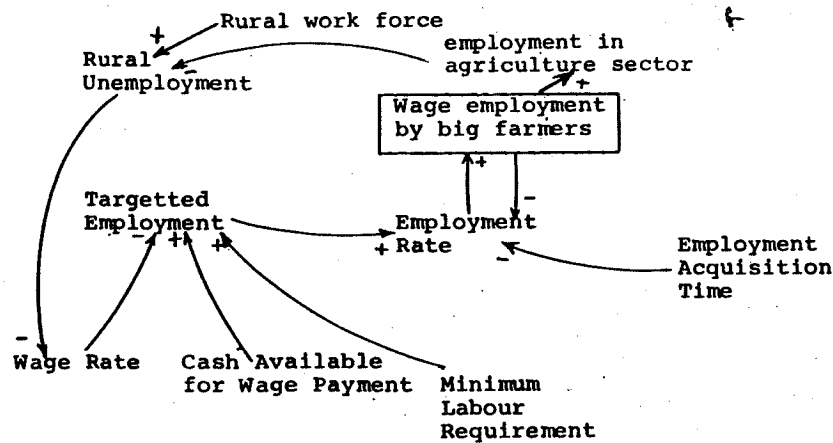 Rural work force
+
employment in
agriculture sector
Rural
Unemployment
-
+
Wage employment
by big farmers
+
-
Targetted
Employment
- + +
Employment
+ Rate
-
Employment
Acquisition
Time
-
Wage Rate
Cash Available
for Wage Payment
Minimum
Labour
Requirement